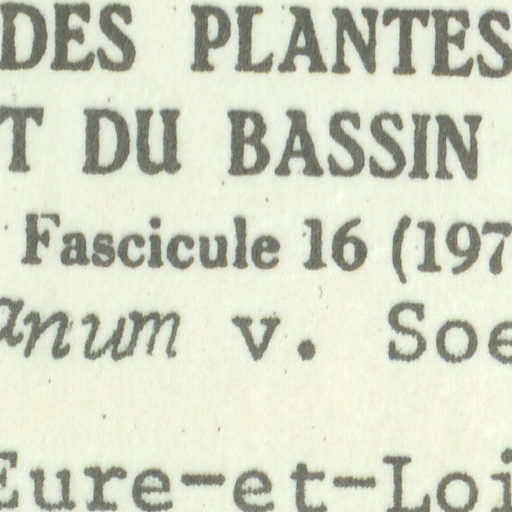 DES PLANTES
T DU BASSIN
Fascicule 16 (197
anum v. Soe
Eure-et-Loi